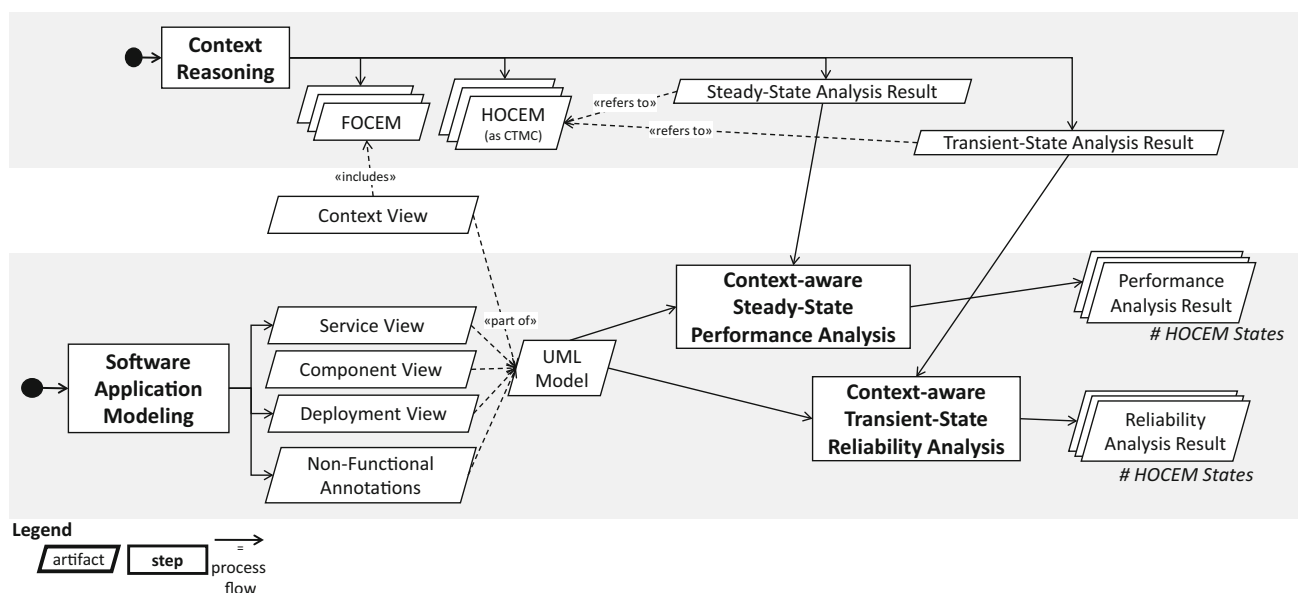 Context
Reasoning
FOCEM
HOCEM
(as CTMC)
«refers to»
Steady-State Analysis Result
«refers to»
Transient-State Analysis Result
«includes»
Context View
Service View
Component View
Deployment View
Non-Functional
Annotations
«part of»
Software
Application
Modeling
UML
Model
Context-aware
Steady-State
Performance Analysis
Performance
Analysis Result
# HOCEM States
Context-aware
Transient-State
Reliability Analysis
Reliability
Analysis Result
# HOCEM States
Legend
artifact
step
=
process
flow